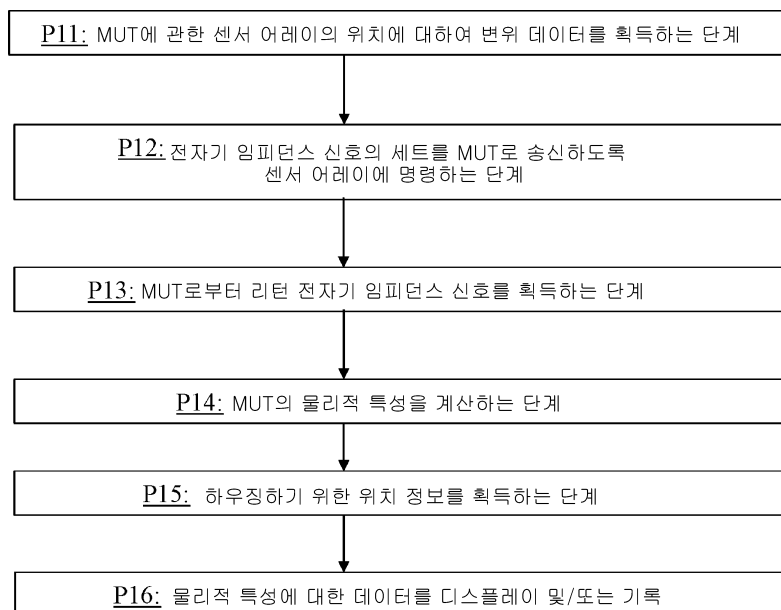 P11: MUT에 관한 센서 어레이의 위치에 대하여 변위 데이터를 획득하는 단계
P12: 전자기 임피던스 신호의 세트를 MUT로 송신하도록
센서 어레이에 명령하는 단계
P13: MUT로부터 리턴 전자기 임피던스 신호를 획득하는 단계
P14: MUT의 물리적 특성을 계산하는 단계
P15: 하우징하기 위한 위치 정보를 획득하는 단계
P16: 물리적 특성에 대한 데이터를 디스플레이 및/또는 기록